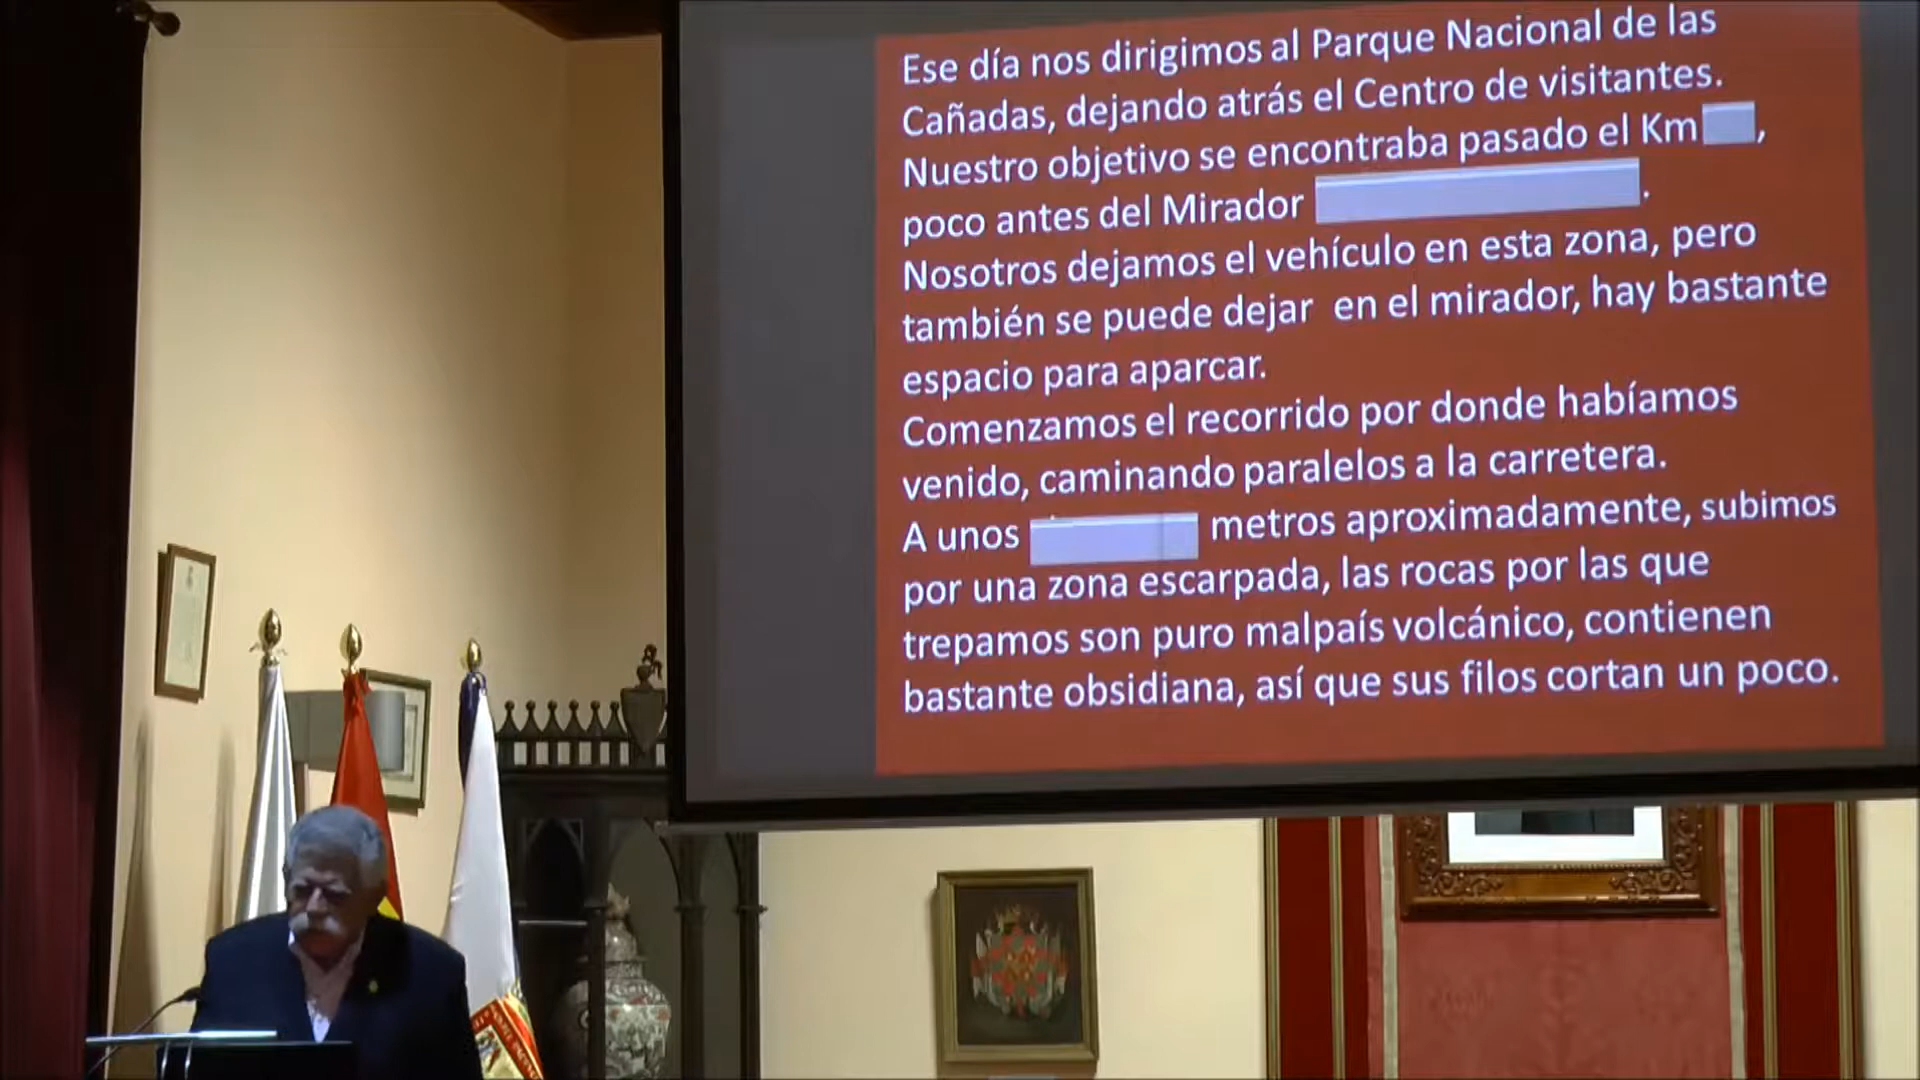 Ese día nos dirigimos al Parque Nacional de las
Cañadas, dejando atrás el Centro de visitantes.
Nuestro objetivo se encontraba pasado el Km ,
poco antes del Mirador .
Nosotros dejamos el vehículo en esta zona, pero
también se puede dejar en el mirador, hay bastante
espacio para aparcar.
Comenzamos el recorrido por donde habíamos
venido, caminando paralelos a la carretera.
A unos metros aproximadamente, subimos
por una zona escarpada, las rocas por las que
trepamos son puro malpaís volcánico, contienen
bastante obsidiana, así que sus filos cortan un poco.